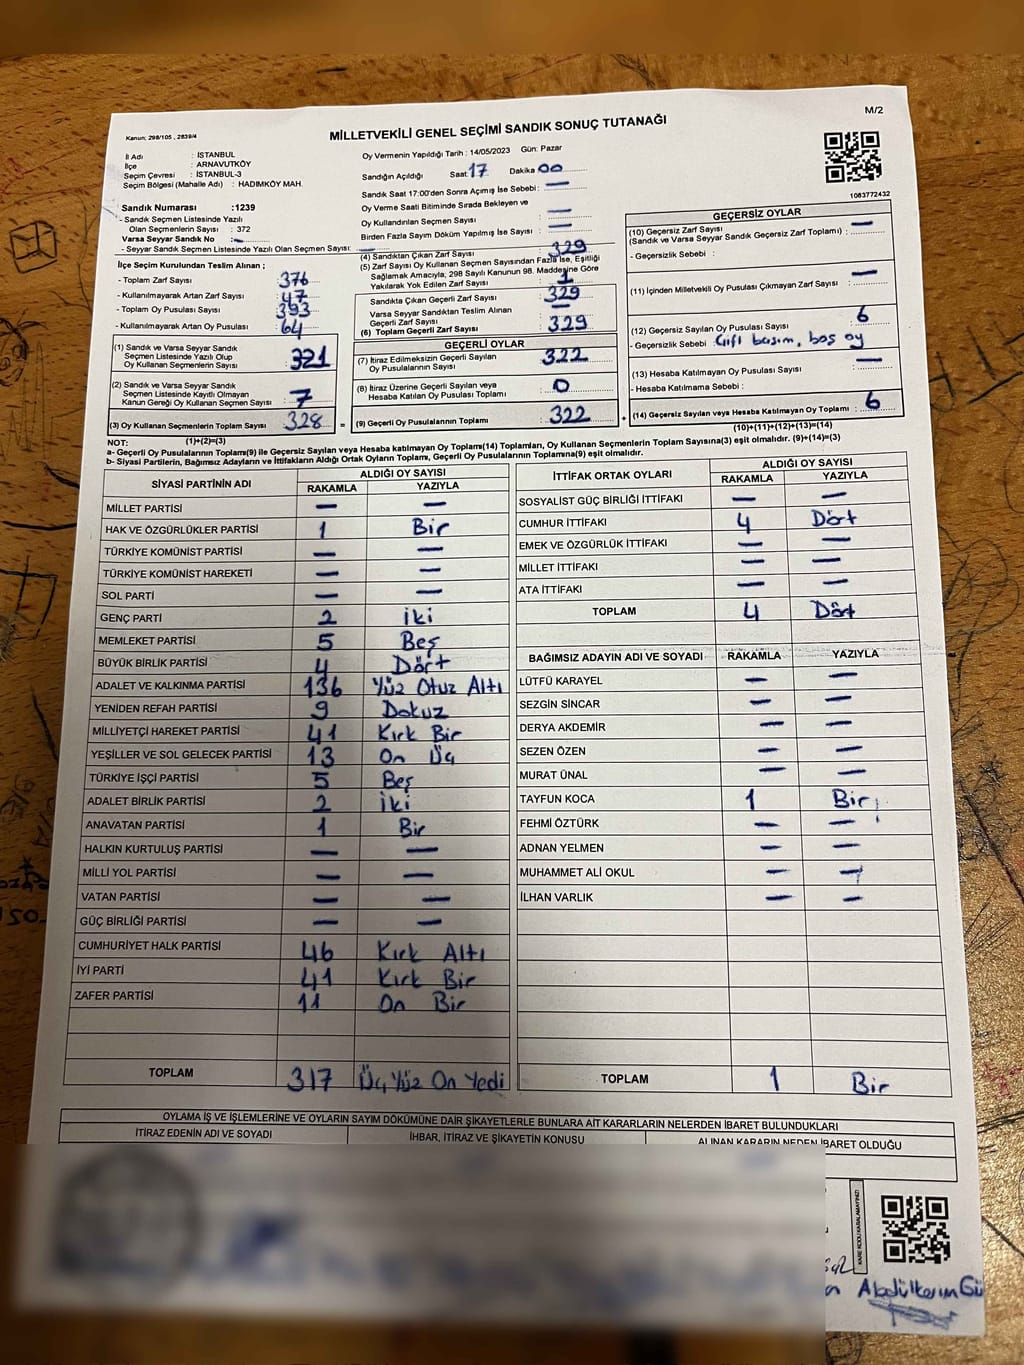 M/2
Kanun: 298/105 , 2839/4
MİLLETVEKİLİ GENEL SEÇİMİ SANDIK SONUÇ TUTANAĞI
İl Adı : İSTANBUL
İlçe : ARNAVUTKÖY
Seçim Çevresi : İSTANBUL-3
Seçim Bölgesi (Mahalle Adı) : HADIMKÖY MAH.
Sandık Numarası :1239
- Sandık Seçmen Listesinde Yazılı
Olan Seçmenlerin Sayısı : 372
Varsa Seyyar Sandık No : —
- Seyyar Sandık Seçmen Listesinde Yazılı Olan Seçmen Sayısı: —
Oy Vermenin Yapıldığı Tarih : 14/05/2023 Gün: Pazar
Sandığın Açıldığı Saat: 17 Dakika 00
Sandık Saat 17:00'den Sonra Açımış İse Sebebi: —
Oy Verme Saati Bitiminde Sırada Bekleyen ve
Oy Kullandırılan Seçmen Sayısı : —
Birden Fazla Sayım Döküm Yapılmış İse Sayısı : —
1083772432
İlçe Seçim Kurulundan Teslim Alınan ;
- Toplam Zarf Sayısı : 376
- Kullanılmayarak Artan Zarf Sayısı : 47
- Toplam Oy Pusulası Sayısı : 393
- Kullanılmayarak Artan Oy Pusulası : 64
(1) Sandık ve Varsa Seyyar Sandık
Seçmen Listesinde Yazılı Olup
Oy Kullanan Seçmenlerin Sayısı : 321
(2) Sandık ve Varsa Seyyar Sandık
Seçmen Listesinde Kayıtlı Olmayan
Kanun Gereği Oy Kullanan Seçmen Sayısı : 7
(3) Oy Kullanan Seçmenlerin Toplam Sayısı : 328 =
(1)+(2)=(3)
(4) Sandıktan Çıkan Zarf Sayısı : 329
(5) Zarf Sayısı Oy Kullanan Seçmen Sayısından Fazla İse, Eşitliği
Sağlamak Amacıyla; 298 Sayılı Kanunun 98. Maddesine Göre
Yakılarak Yok Edilen Zarf Sayısı : 1
Sandıkta Çıkan Geçerli Zarf Sayısı : 329
Varsa Seyyar Sandıktan Teslim Alınan
Geçerli Zarf Sayısı : —
(6) Toplam Geçerli Zarf Sayısı : 329
GEÇERLİ OYLAR
(7) İtiraz Edilmeksizin Geçerli Sayılan
Oy Pusulalarının Sayısı : 322
(8) İtiraz Üzerine Geçerli Sayılan veya
Hesaba Katılan Oy Pusulası Toplamı : 0
(9) Geçerli Oy Pusulalarının Toplamı : 322 +
GEÇERSİZ OYLAR
(10) Geçersiz Zarf Sayısı : —
(Sandık ve Varsa Seyyar Sandık Geçersiz Zarf Toplamı) :
- Geçersizlik Sebebi :
(11) İçinden Milletvekili Oy Pusulası Çıkmayan Zarf Sayısı : —
(12) Geçersiz Sayılan Oy Pusulası Sayısı : 6
- Geçersizlik Sebebi : Çift basım, boş oy
(13) Hesaba Katılmayan Oy Pusulası Sayısı : —
- Hesaba Katılmama Sebebi :
(14) Geçersiz Sayılan veya Hesaba Katılmayan Oy Toplamı : 6
(10)+(11)+(12)+(13)=(14)
NOT:
a- Geçerli Oy Pusulalarının Toplamı(9) ile Geçersiz Sayılan veya Hesaba katılmayan Oy Toplamı(14) Toplamları, Oy Kullanan Seçmenlerin Toplam Sayısına(3) eşit olmalıdır. (9)+(14)=(3)
b- Siyasi Partilerin, Bağımsız Adayların ve İttifakların Aldığı Ortak Oyların Toplamı, Geçerli Oy Pusulalarının Toplamına(9) eşit olmalıdır.
SİYASİ PARTİNİN ADI ALDIĞI OY SAYISI
RAKAMLA YAZIYLA
MİLLET PARTİSİ — —
HAK VE ÖZGÜRLÜKLER PARTİSİ 1 Bir
TÜRKİYE KOMÜNİST PARTİSİ — —
TÜRKİYE KOMÜNİST HAREKETİ — —
SOL PARTİ — —
GENÇ PARTİ 2 İki
MEMLEKET PARTİSİ 5 Beş
BÜYÜK BİRLİK PARTİSİ 4 Dört
ADALET VE KALKINMA PARTİSİ 136 Yüz Otuz Altı
YENİDEN REFAH PARTİSİ 9 Dokuz
MİLLİYETÇİ HAREKET PARTİSİ 41 Kırk Bir
YEŞİLLER VE SOL GELECEK PARTİSİ 13 On Üç
TÜRKİYE İŞÇİ PARTİSİ 5 Beş
ADALET BİRLİK PARTİSİ 2 İki
ANAVATAN PARTİSİ 1 Bir
HALKIN KURTULUŞ PARTİSİ — —
MİLLİ YOL PARTİSİ — —
VATAN PARTİSİ — —
GÜÇ BİRLİĞİ PARTİSİ — —
CUMHURİYET HALK PARTİSİ 46 Kırk Altı
İYİ PARTİ 41 Kırk Bir
ZAFER PARTİSİ 11 On Bir
TOPLAM 317 Üç Yüz On Yedi
İTTİFAK ORTAK OYLARI ALDIĞI OY SAYISI
RAKAMLA YAZIYLA
SOSYALİST GÜÇ BİRLİĞİ İTTİFAKI — —
CUMHUR İTTİFAKI 4 Dört
EMEK VE ÖZGÜRLÜK İTTİFAKI — —
MİLLET İTTİFAKI — —
ATA İTTİFAKI — —
TOPLAM 4 Dört
BAĞIMSIZ ADAYIN ADI VE SOYADI RAKAMLA YAZIYLA
LÜTFÜ KARAYEL — —
SEZGİN SİNCAR — —
DERYA AKDEMİR — —
SEZEN ÖZEN — —
MURAT ÜNAL — —
TAYFUN KOCA 1 Bir
FEHMİ ÖZTÜRK — —
ADNAN YELMEN — —
MUHAMMET ALİ OKUL — —
İLHAN VARLIK — —
TOPLAM 1 Bir
OYLAMA İŞ VE İŞLEMLERİNE VE OYLARIN SAYIM DÖKÜMÜNE DAİR ŞİKAYETLERLE BUNLARA AİT KARARLARIN NELERDEN İBARET BULUNDUKLARI
İTİRAZ EDENİN ADI VE SOYADI İHBAR, İTİRAZ VE ŞİKAYETİN KONUSU ALINAN KARARIN NEDEN İBARET OLDUĞU
KARE KODU KARALAMAYINIZ!
Abdülkerim Gü